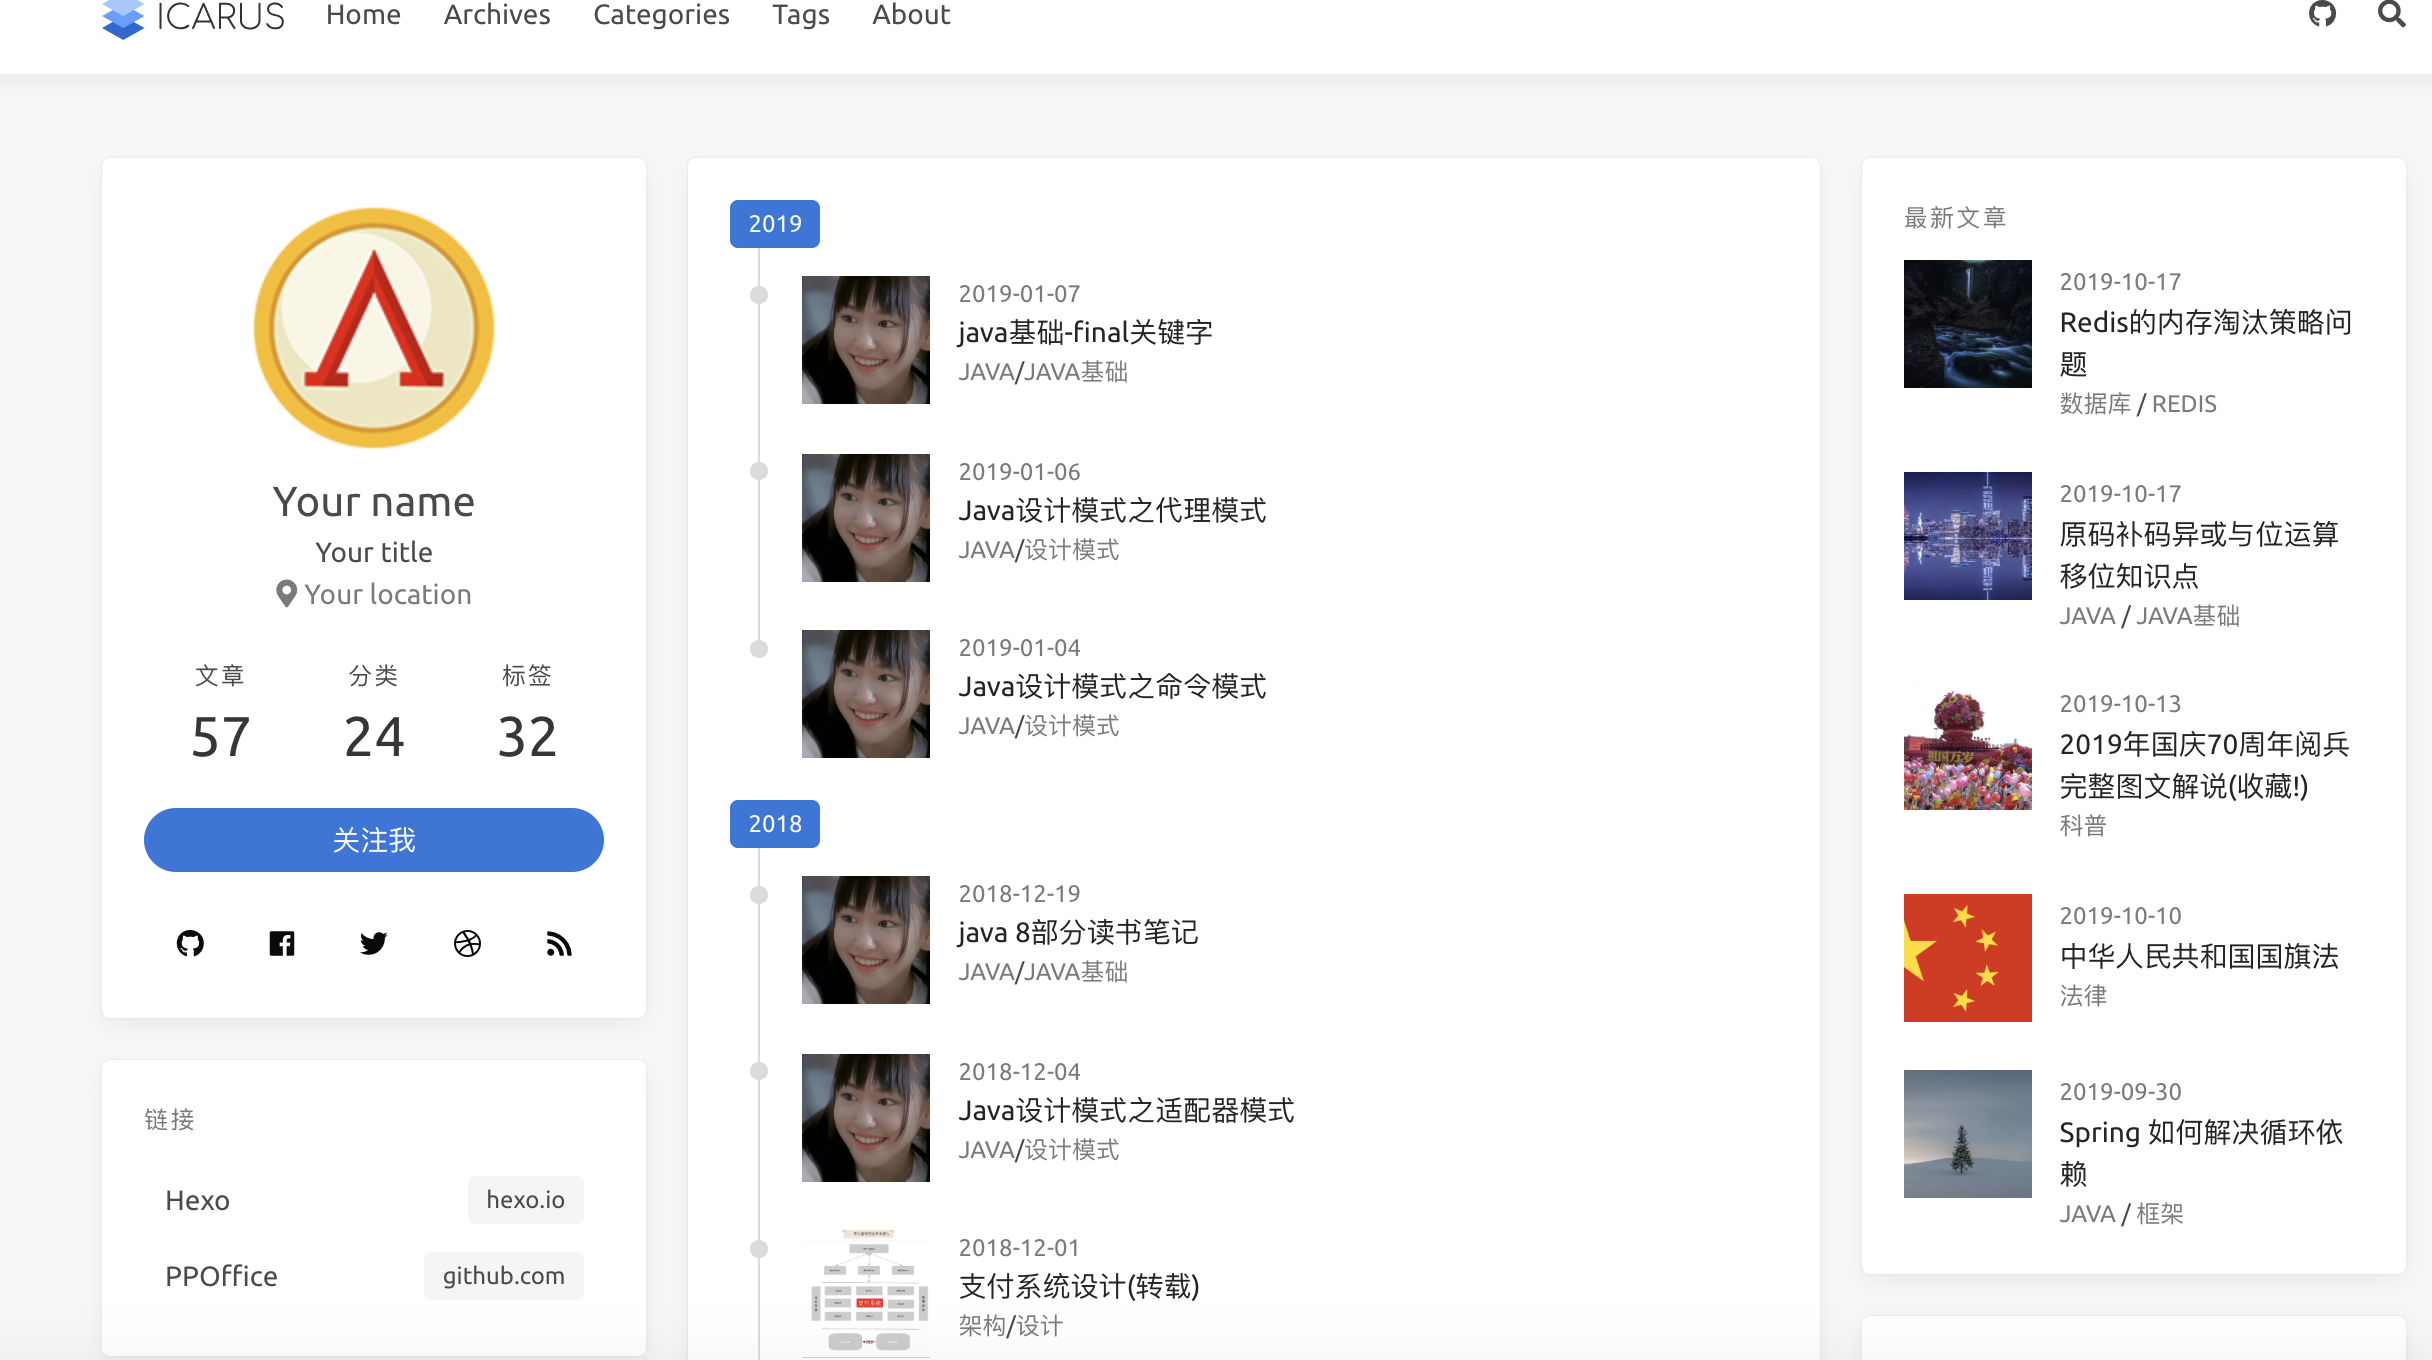 ICARUS Home Archives Categories Tags About
Your name
Your title
Your location
文章 分类 标签
57 24 32
关注我
链接
Hexo hexo.io
PPOffice github.com
2019
2019-01-07
java基础-final关键字
JAVA/JAVA基础
2019-01-06
Java设计模式之代理模式
JAVA/设计模式
2019-01-04
Java设计模式之命令模式
JAVA/设计模式
2018
2018-12-19
java 8部分读书笔记
JAVA/JAVA基础
2018-12-04
Java设计模式之适配器模式
JAVA/设计模式
支付系统
2018-12-01
支付系统设计(转载)
架构/设计
最新文章
2019-10-17
Redis的内存淘汰策略问
题
数据库 / REDIS
2019-10-17
原码补码异或与位运算
移位知识点
JAVA / JAVA基础
2019-10-13
2019年国庆70周年阅兵
完整图文解说(收藏!)
科普
2019-10-10
中华人民共和国国旗法
法律
2019-09-30
Spring 如何解决循环依
赖
JAVA / 框架